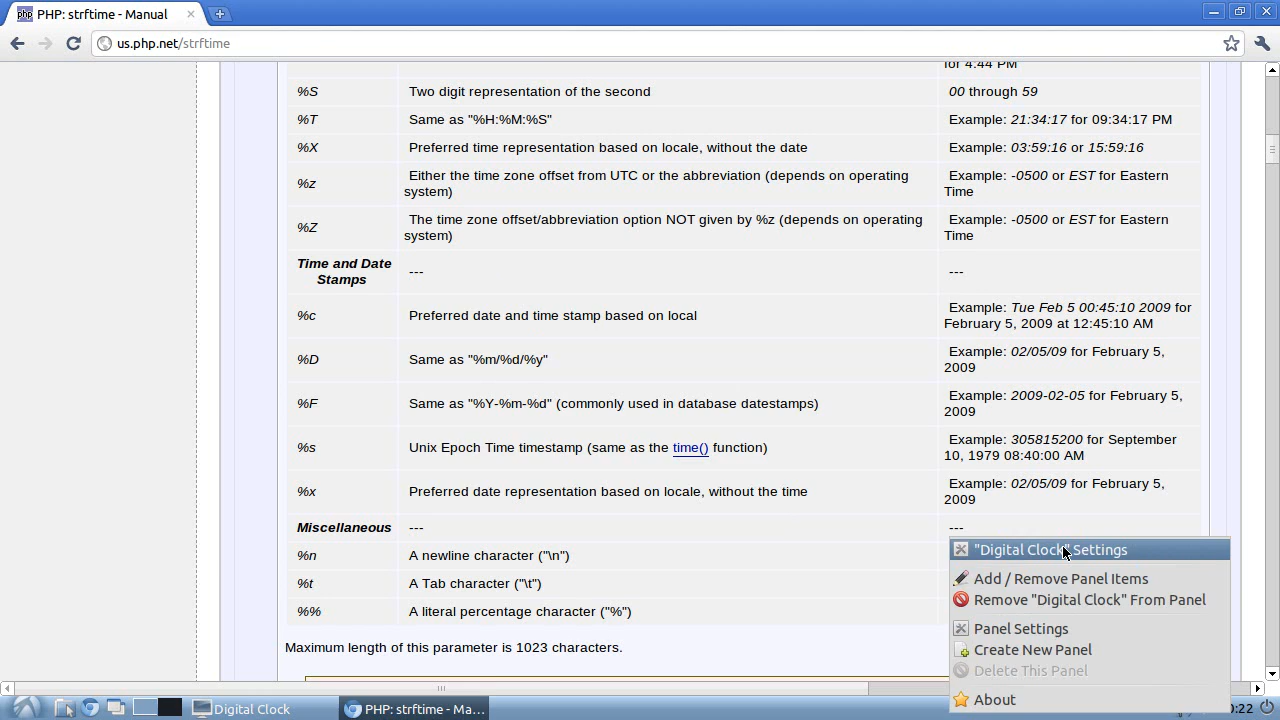 PHP: strftime - Manual
us.php.net/strftime
for 4:44 PM
%S Two digit representation of the second 00 through 59
%T Same as "%H:%M:%S" Example: 21:34:17 for 09:34:17 PM
%X Preferred time representation based on locale, without the date Example: 03:59:16 or 15:59:16
%z Either the time zone offset from UTC or the abbreviation (depends on operating
system) Example: -0500 or EST for Eastern
Time
%Z The time zone offset/abbreviation option NOT given by %z (depends on operating
system) Example: -0500 or EST for Eastern
Time
Time and Date
Stamps --- ---
%c Preferred date and time stamp based on local Example: Tue Feb 5 00:45:10 2009 for
February 5, 2009 at 12:45:10 AM
%D Same as "%m/%d/%y" Example: 02/05/09 for February 5,
2009
%F Same as "%Y-%m-%d" (commonly used in database datestamps) Example: 2009-02-05 for February 5,
2009
%s Unix Epoch Time timestamp (same as the time() function) Example: 305815200 for September
10, 1979 08:40:00 AM
%x Preferred date representation based on locale, without the time Example: 02/05/09 for February 5,
2009
Miscellaneous --- ---
%n A newline character ("\n")
%t A Tab character ("\t")
%% A literal percentage character ("%")
Maximum length of this parameter is 1023 characters.
"Digital Clock" Settings
Add / Remove Panel Items
Remove "Digital Clock" From Panel
Panel Settings
Create New Panel
Delete This Panel
About
Digital Clock
PHP: strftime - Ma...
:22